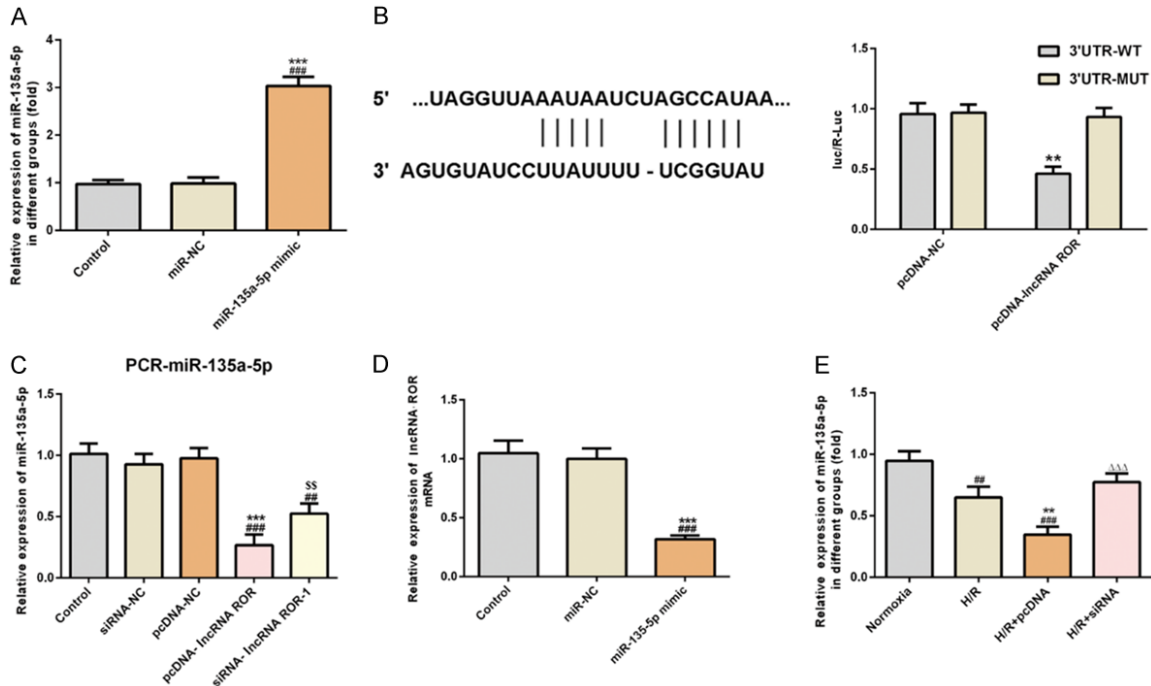 A
Relative expression of miR-135a-5p
in different groups (fold)
4
3
2
1
0
***
###
Control
miR-NC
miR-135a-5p mimic
B
5' ...UAGGUUAAAUAAUCUAGCCAUAA...
3' AGUGUAUCCUUAUUUU - UCGGUAU
luc/R-Luc
1.5
1.0
0.5
0.0
3'UTR-WT
3'UTR-MUT
**
pcDNA-NC
pcDNA-lncRNA ROR
C
PCR-miR-135a-5p
Relative expression of miR-135a-5p
1.5
1.0
0.5
0.0
***
###
$$
##
Control
siRNA-NC
pcDNA-NC
pcDNA- lncRNA ROR
siRNA- lncRNA ROR-1
D
Relative expression of lncRNA·ROR
mRNA
1.5
1.0
0.5
0.0
***
###
Control
miR-NC
miR-135-5p mimic
E
Relative expression of miR-135a-5p
in different groups (fold)
1.5
1.0
0.5
0.0
##
**
###
ΔΔΔ
Normoxia
H/R
H/R+pcDNA
H/R+siRNA